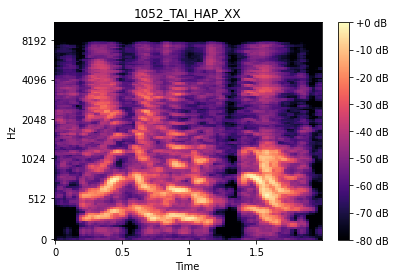 1052_TAI_HAP_XX
8192
4096
2048
1024
512
0
Hz
0
0.5
1
1.5
Time
+0 dB
-10 dB
-20 dB
-30 dB
-40 dB
-50 dB
-60 dB
-70 dB
-80 dB